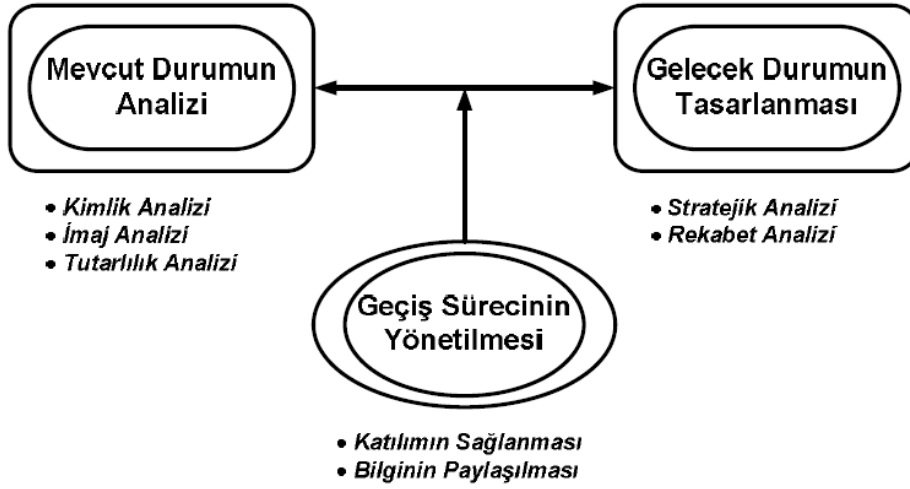 Mevcut Durumun
Analizi
Gelecek Durumun
Tasarlanması
• Kimlik Analizi
• İmaj Analizi
• Tutarlılık Analizi
• Stratejik Analizi
• Rekabet Analizi
Geçiş Sürecinin
Yönetilmesi
• Katılımın Sağlanması
• Bilginin Paylaşılması